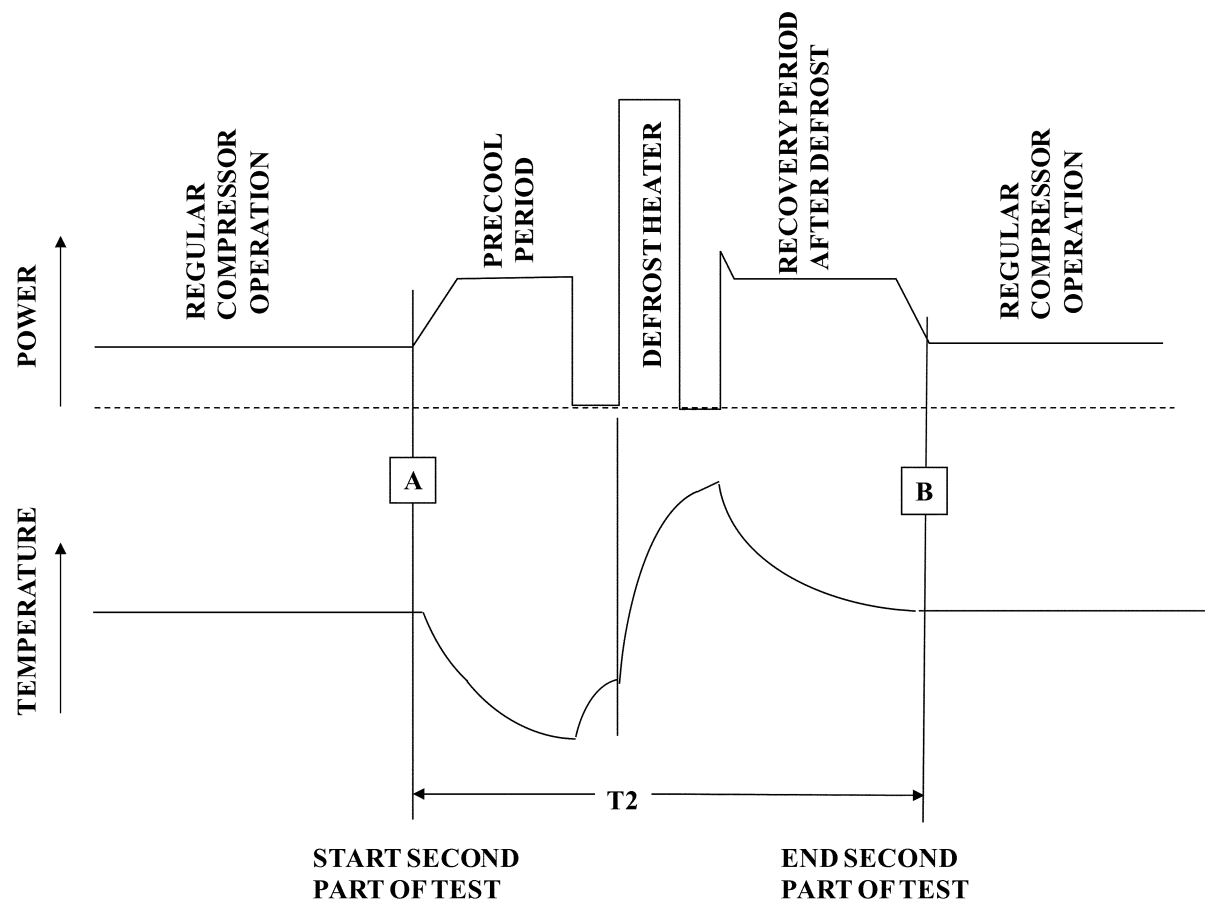 REGULAR
COMPRESSOR
OPERATION
PRECOOL
PERIOD
DEFROST HEATER
RECOVERY PERIOD
AFTER DEFROST
REGULAR
COMPRESSOR
OPERATION
POWER
A
B
TEMPERATURE
T2
START SECOND
PART OF TEST
END SECOND
PART OF TEST